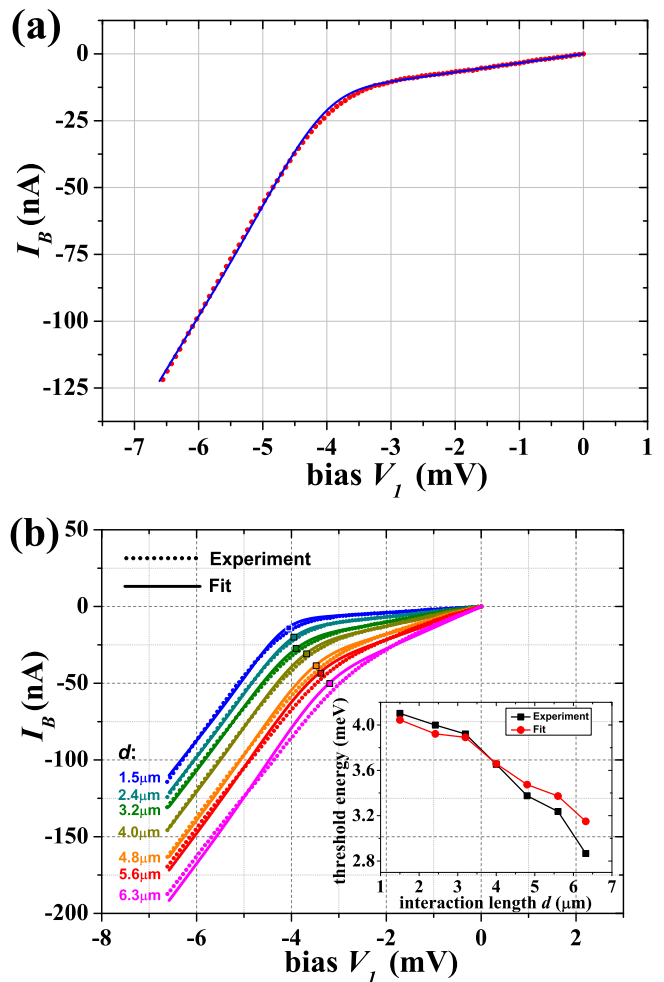 (a)
0
-25
-50
-75
-100
-125
I_B (nA)
-7 -6 -5 -4 -3 -2 -1 0 1
bias V_1 (mV)
(b)
50
0
-50
-100
-150
-200
I_B (nA)
Experiment
Fit
d:
1.5μm
2.4μm
3.2μm
4.0μm
4.8μm
5.6μm
6.3μm
4.0
3.6
3.2
2.8
threshold energy (meV)
Experiment
Fit
1 2 3 4 5 6 7
interaction length d (μm)
-8 -6 -4 -2 0 2
bias V_1 (mV)